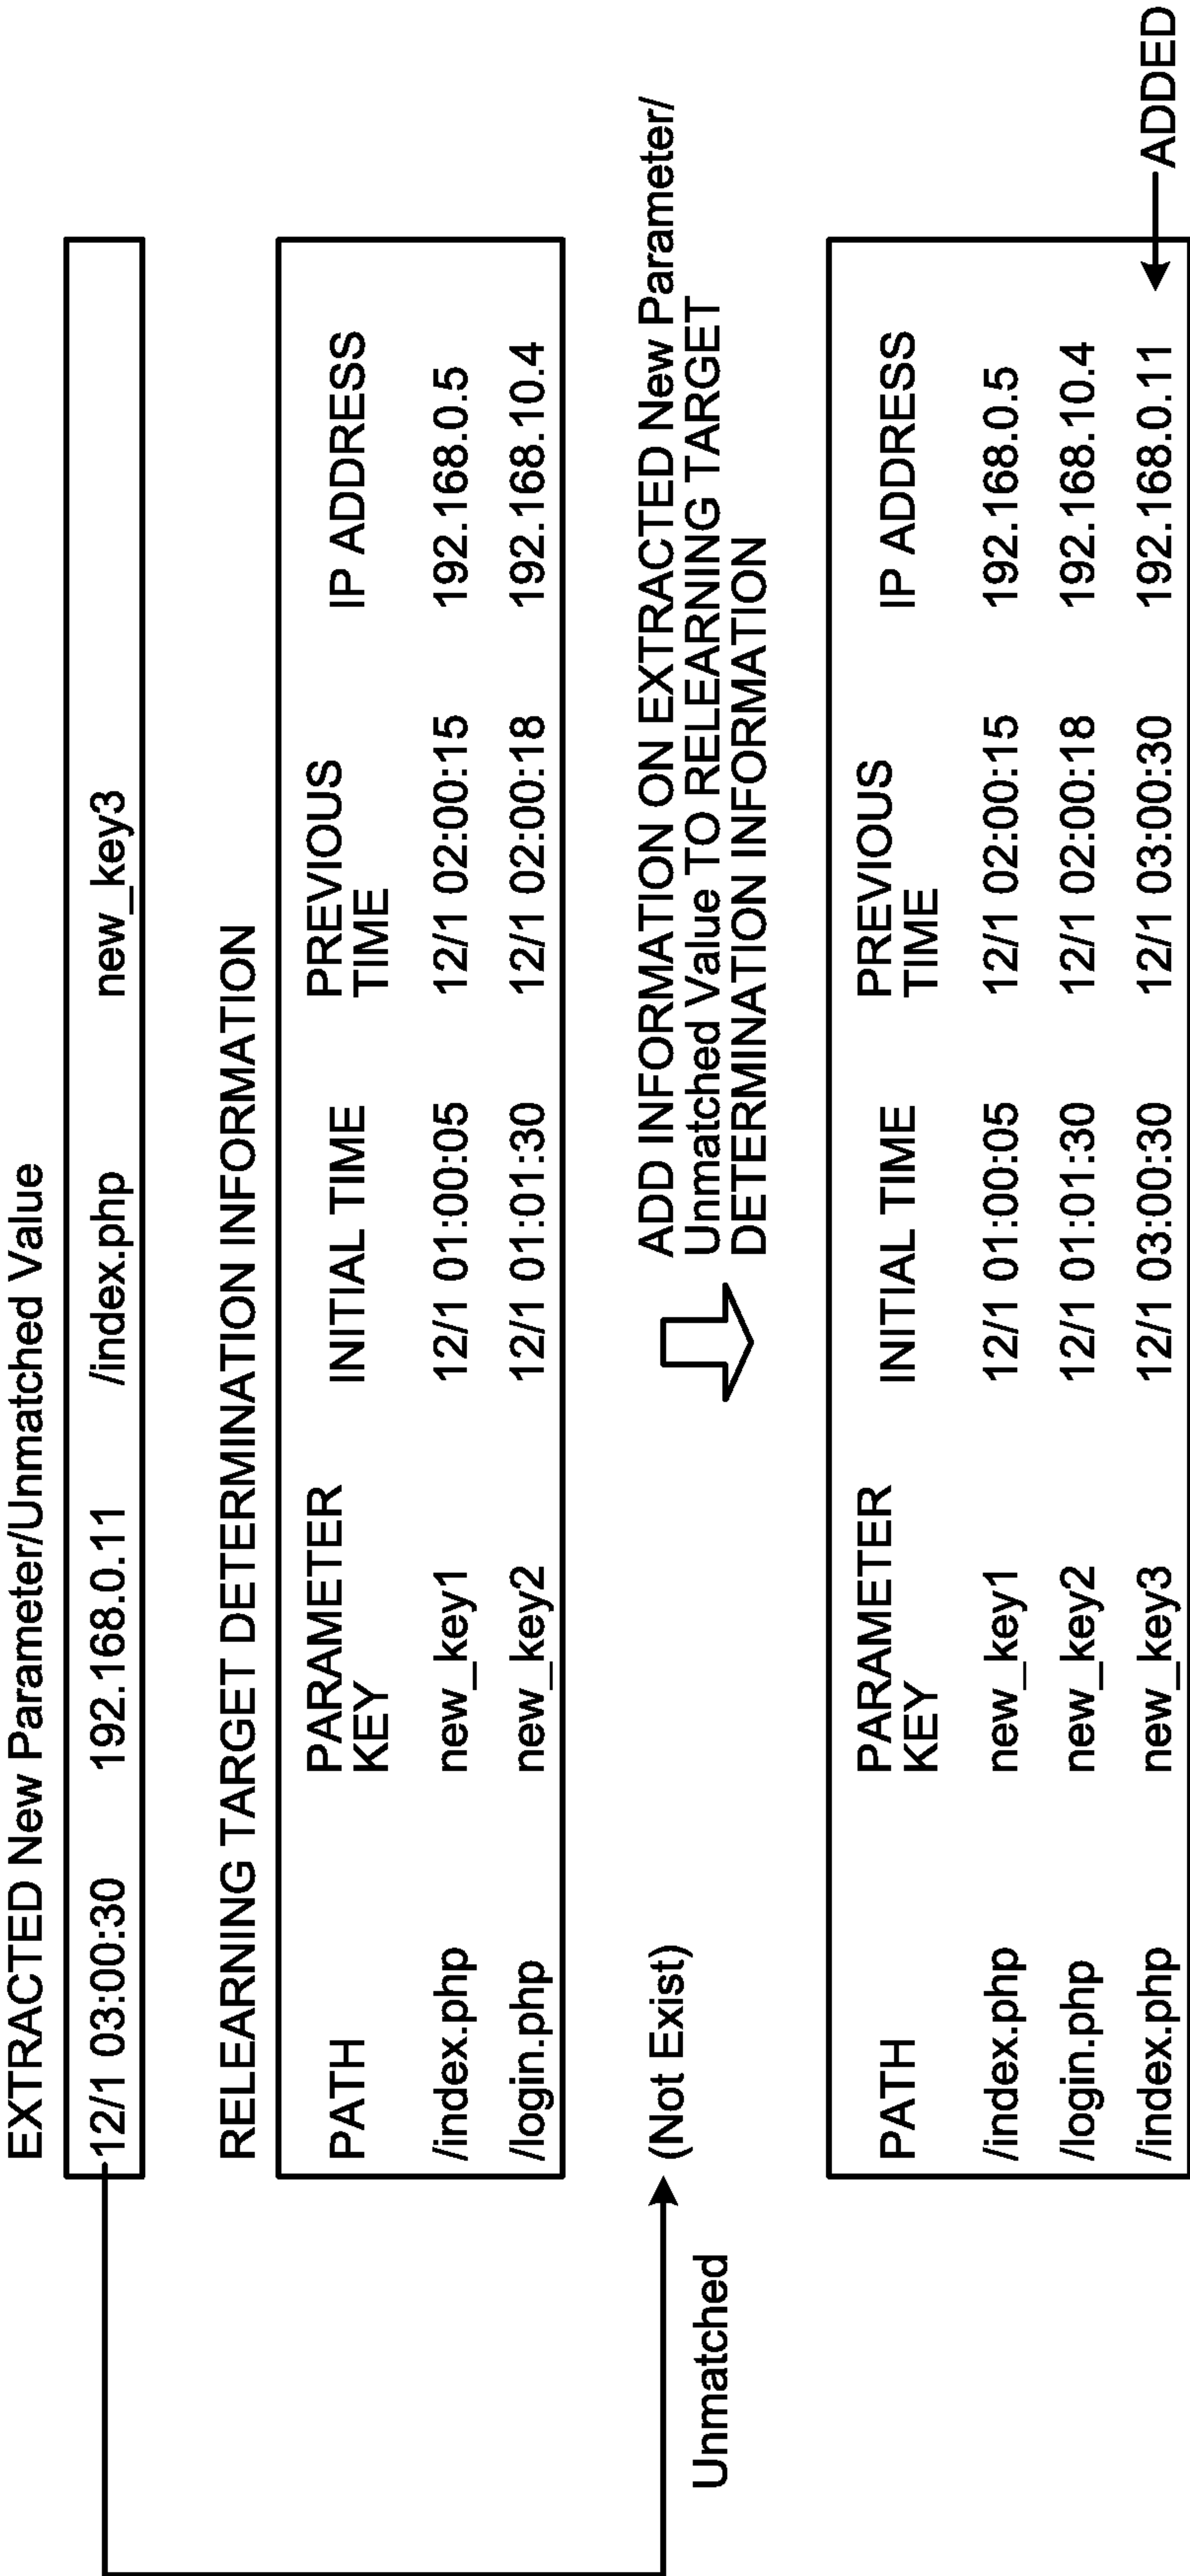 EXTRACTED New Parameter/Unmatched Value
12/1 03:00:30 192.168.0.11 /index.php new_key3
RELEARNING TARGET DETERMINATION INFORMATION
PATH PARAMETER KEY INITIAL TIME PREVIOUS TIME IP ADDRESS
/index.php new_key1 12/1 01:00:05 12/1 02:00:15 192.168.0.5
/login.php new_key2 12/1 01:01:30 12/1 02:00:18 192.168.10.4
Unmatched
(Not Exist)
ADD INFORMATION ON EXTRACTED New Parameter/
Unmatched Value TO RELEARNING TARGET
DETERMINATION INFORMATION
PATH PARAMETER KEY INITIAL TIME PREVIOUS TIME IP ADDRESS
/index.php new_key1 12/1 01:00:05 12/1 02:00:15 192.168.0.5
/login.php new_key2 12/1 01:01:30 12/1 02:00:18 192.168.10.4
/index.php new_key3 12/1 03:00:30 12/1 03:00:30 192.168.0.11 ADDED